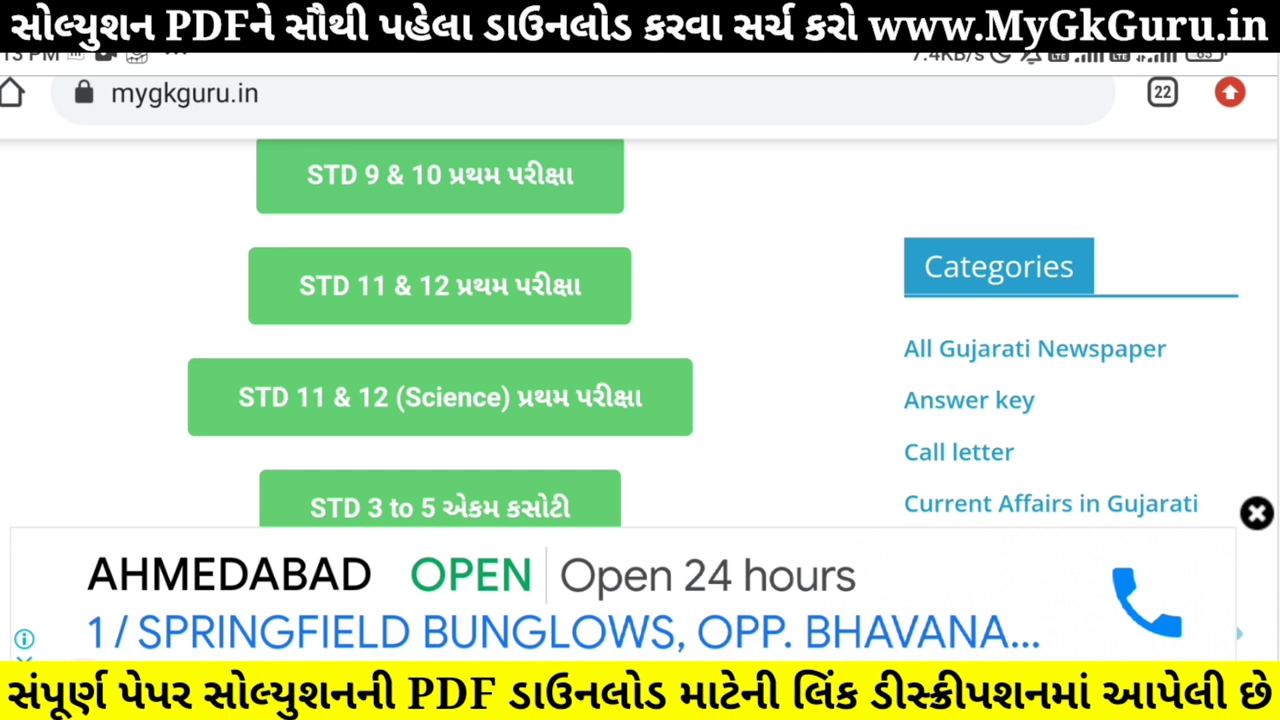 સોલ્યુશન PDFને સૌથી પહેલા ડાઉનલોડ કરવા સર્ચ કરો www.MyGkGuru.in
7.4KB/s
mygkguru.in
22
STD 9 & 10 પ્રથમ પરીક્ષા
STD 11 & 12 પ્રથમ પરીક્ષા
STD 11 & 12 (Science) પ્રથમ પરીક્ષા
STD 3 to 5 એકમ કસોટી
Categories
All Gujarati Newspaper
Answer key
Call letter
Current Affairs in Gujarati
AHMEDABAD OPEN Open 24 hours
1 / SPRINGFIELD BUNGLOWS, OPP. BHAVANA...
સંપૂર્ણ પેપર સોલ્યુશનની PDF ડાઉનલોડ માટેની લિંક ડીસ્ક્રીપશનમાં આપેલી છે